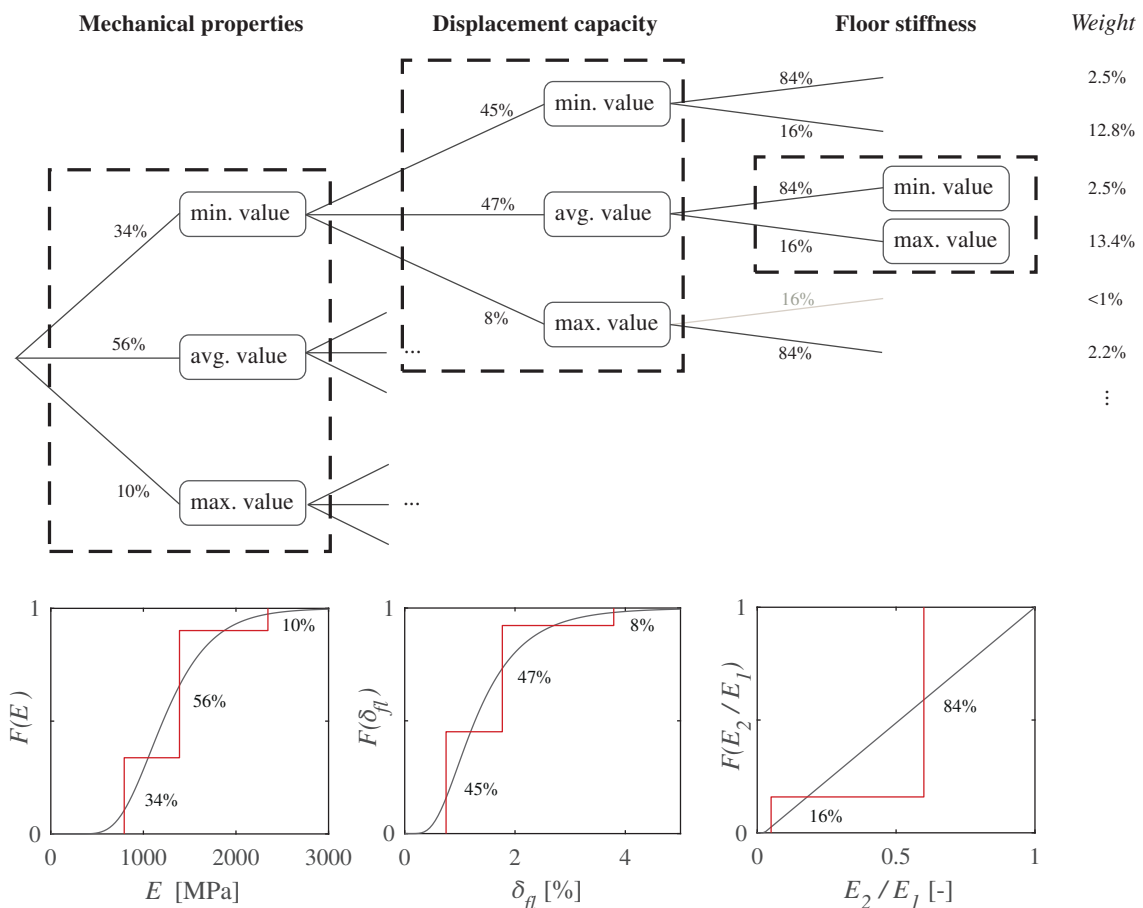 Mechanical properties Displacement capacity Floor stiffness Weight
84% 2.5%
45% min. value
16% 12.8%
84% min. value 2.5%
34% min. value 47% avg. value
16% max. value 13.4%
16% <1%
8% max. value
56% avg. value ... 84% 2.2%
...
10% max. value ...
1 1 1
10% 8%
56% 47% 84%
F(E) F(δfl) F(E2 / E1)
34% 45% 16%
0 0 0
0 1000 2000 3000 0 2 4 0 0.5 1
E [MPa] δfl [%] E2 / E1 [-]